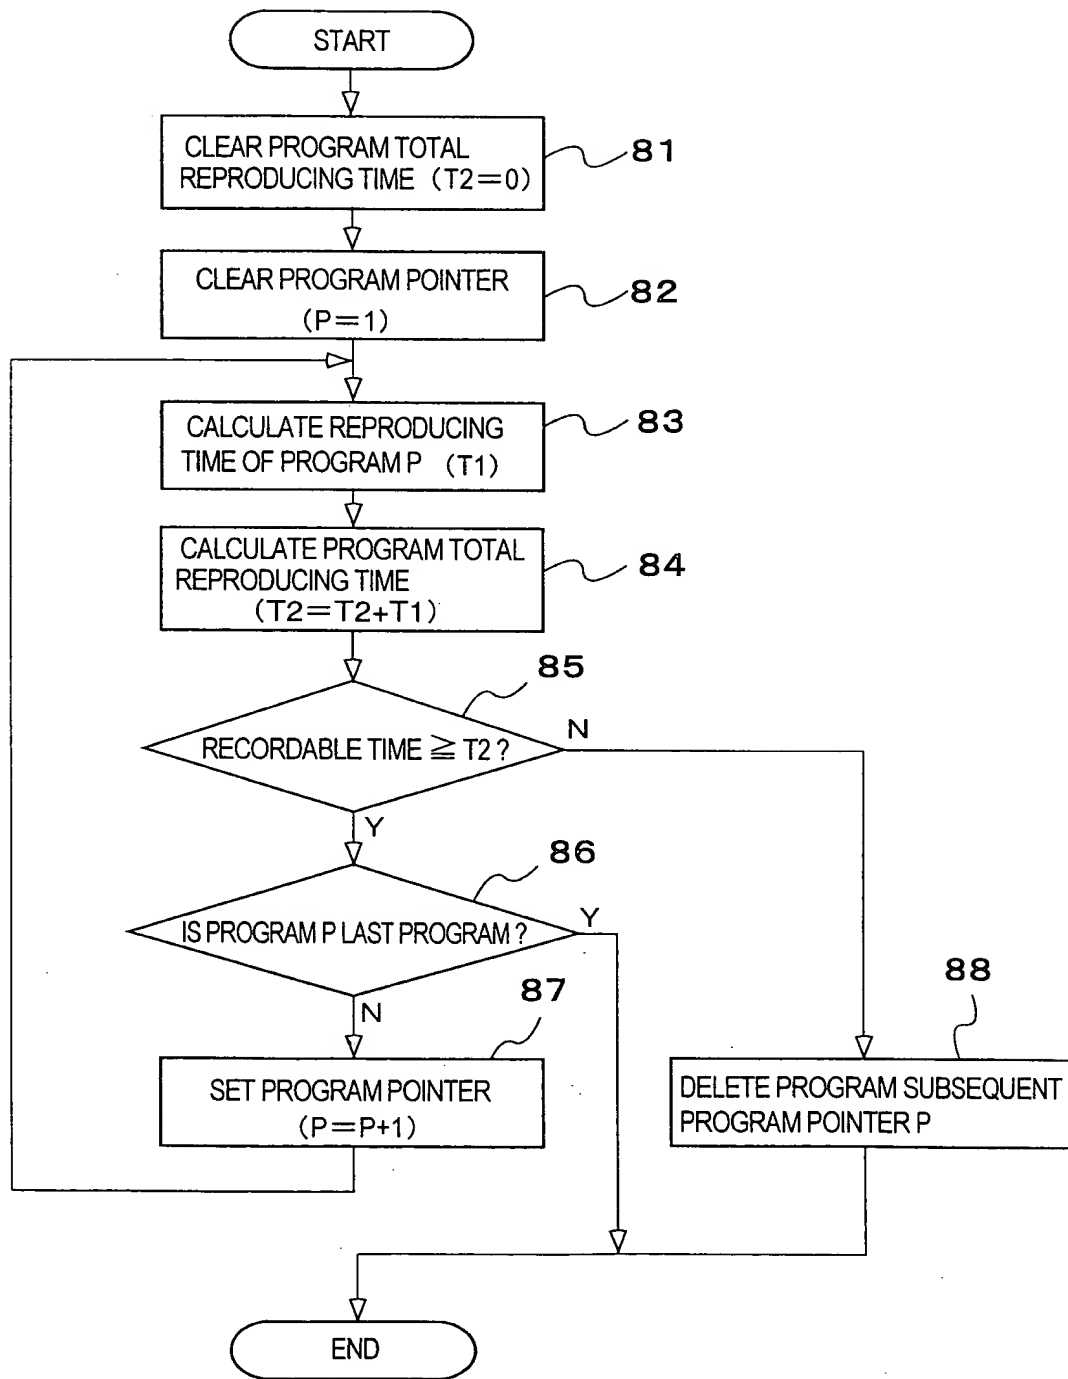 START
CLEAR PROGRAM TOTAL
REPRODUCING TIME (T2=0)
81
CLEAR PROGRAM POINTER
(P=1)
82
CALCULATE REPRODUCING
TIME OF PROGRAM P (T1)
83
CALCULATE PROGRAM TOTAL
REPRODUCING TIME
(T2=T2+T1)
84
85
RECORDABLE TIME ≧ T2 ?
N
Y
86
IS PROGRAM P LAST PROGRAM ?
Y
N
87
SET PROGRAM POINTER
(P=P+1)
88
DELETE PROGRAM SUBSEQUENT
PROGRAM POINTER P
END